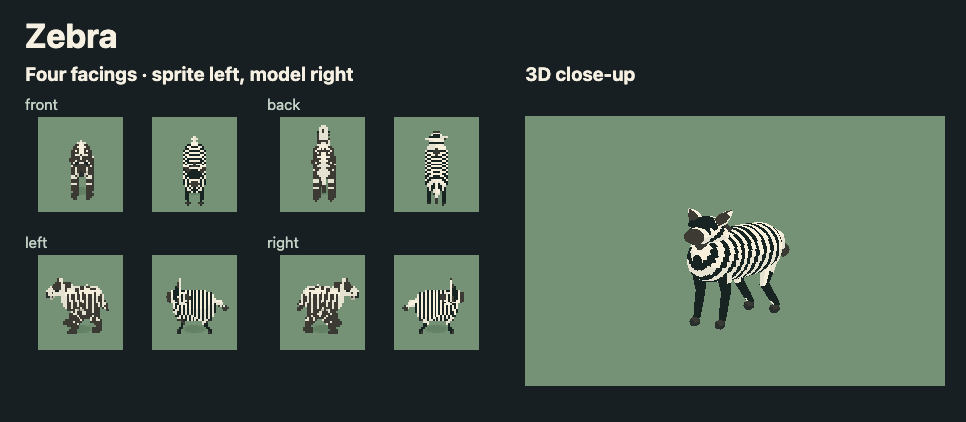 Zebra
Four facings · sprite left, model right
3D close-up
front
back
left
right